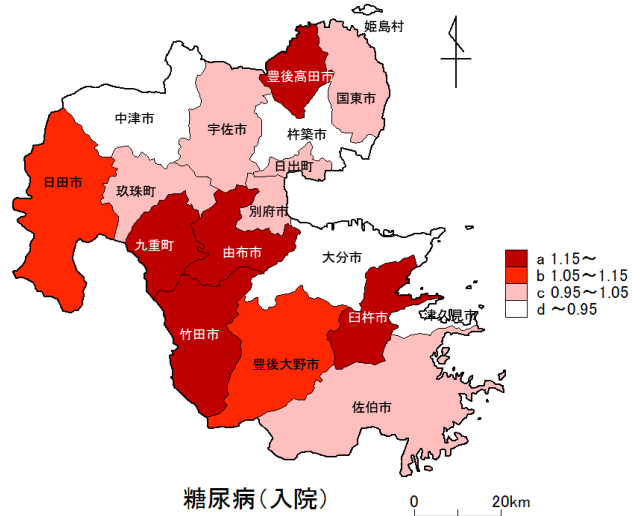 姫島村
豊後高田市
国東市
中津市
宇佐市
杵築市
日出町
日田市
玖珠町
別府市
九重町
由布市
大分市
臼杵市
津久見市
竹田市
豊後大野市
佐伯市
a 1.15～
b 1.05～1.15
c 0.95～1.05
d ～0.95
糖尿病（入院）
0 20km